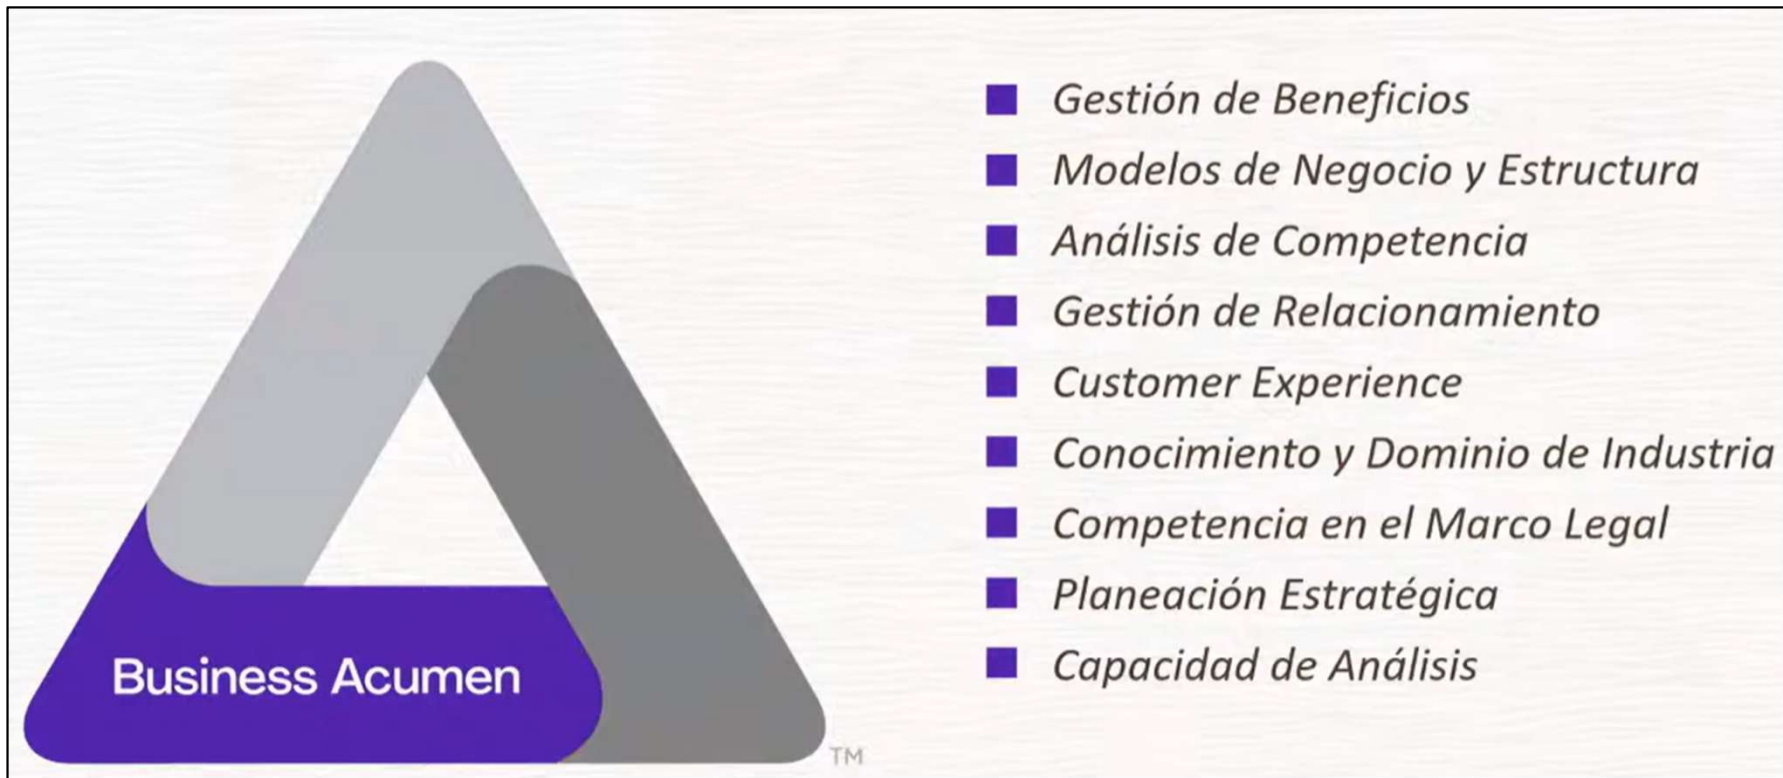 Gestión de Beneficios
Modelos de Negocio y Estructura
Análisis de Competencia
Gestión de Relacionamiento
Customer Experience
Conocimiento y Dominio de Industria
Competencia en el Marco Legal
Planeación Estratégica
Capacidad de Análisis
Business Acumen
TM